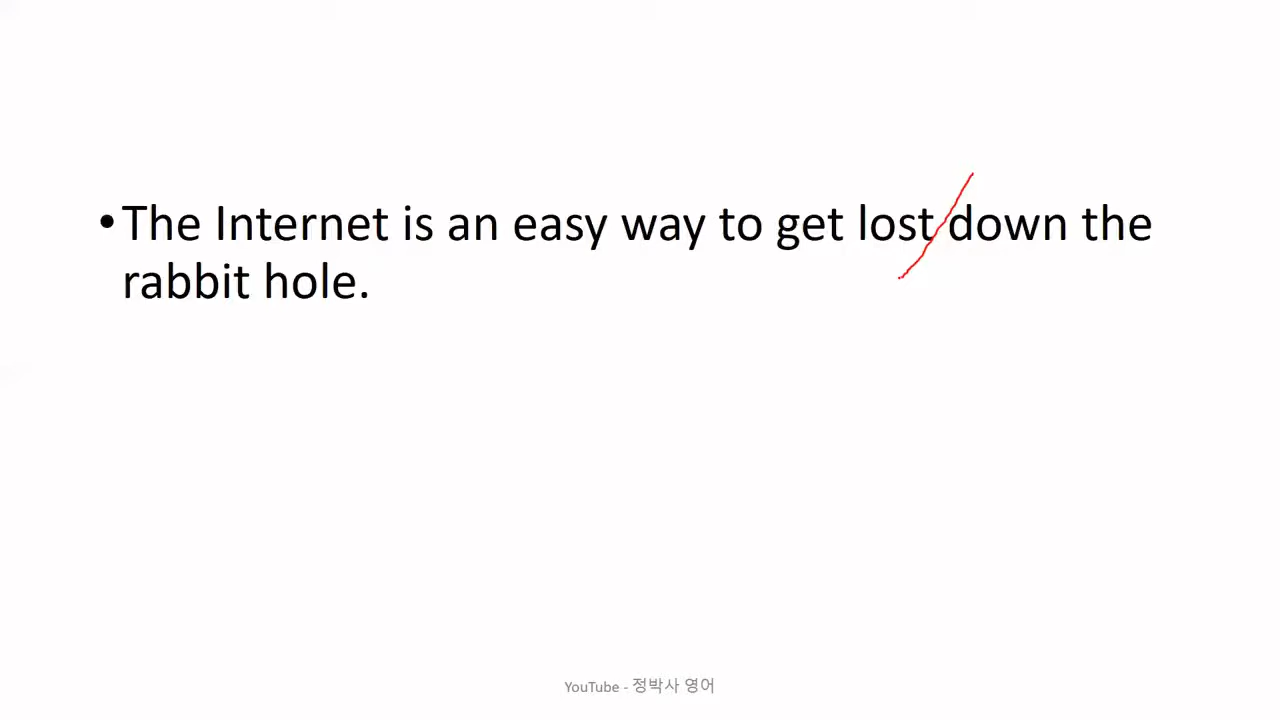 •The Internet is an easy way to get lost down the
rabbit hole.
YouTube - 정박사 영어